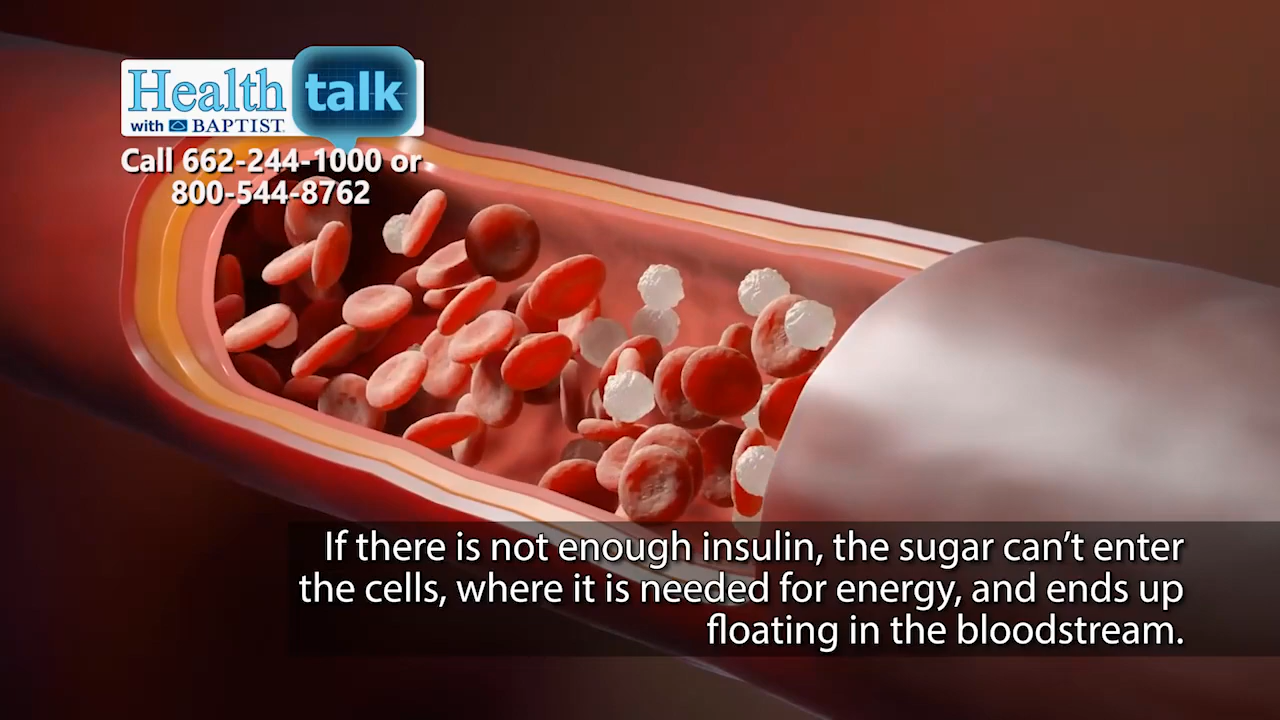 Health talk
with BAPTIST
Call 662-244-1000 or
800-544-8762
If there is not enough insulin, the sugar can’t enter
the cells, where it is needed for energy, and ends up
floating in the bloodstream.